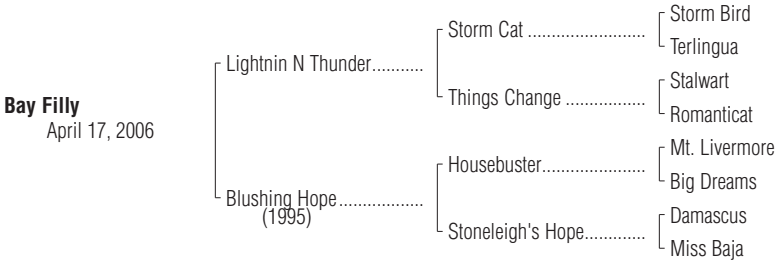 Storm Bird
Storm Cat ........................
Terlingua
Lightnin N Thunder...........
Stalwart
Things Change .................
Romanticat
Bay Filly
April 17, 2006
Mt. Livermore
Housebuster......................
Big Dreams
Blushing Hope ..................
(1995)
Damascus
Stoneleigh's Hope.............
Miss Baja